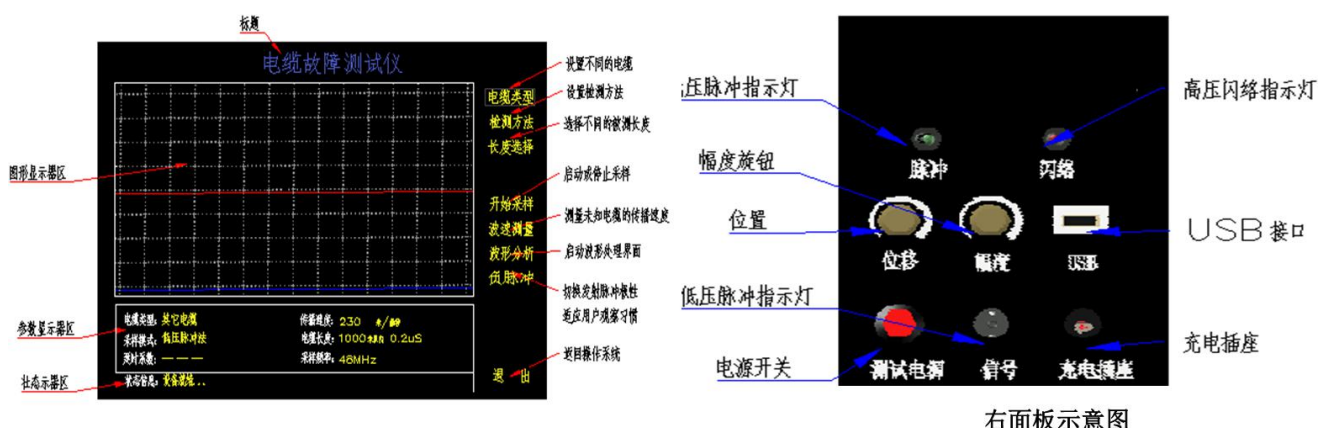 标题
电缆故障测试仪
设置不同的电缆
电缆类型
设置检测方法
检测方法
选择不同的被测长度
长度选择
图形显示器区
启动或停止采样
开始采样
测量未知电缆的传播速度
波速测量
启动波形处理界面
波形分析
负脉冲
切换发射脉冲极性
适应用户观察习惯
参数显示器区
电缆类型: 其它电缆
传播速度: 230
采样模式: 低压脉冲法
电缆长度: 1000 0.2uS
延时系数: — — —
采样频率: 48MHz
返回操作系统
状态示器区
状态信息:
退 出
压脉冲指示灯
高压闪络指示灯
脉冲
闪络
幅度旋钮
位置
USB 接口
位移
幅度
USB
低压脉冲指示灯
充电插座
电源开关
测试电源
信号
充电插座
右面板示意图